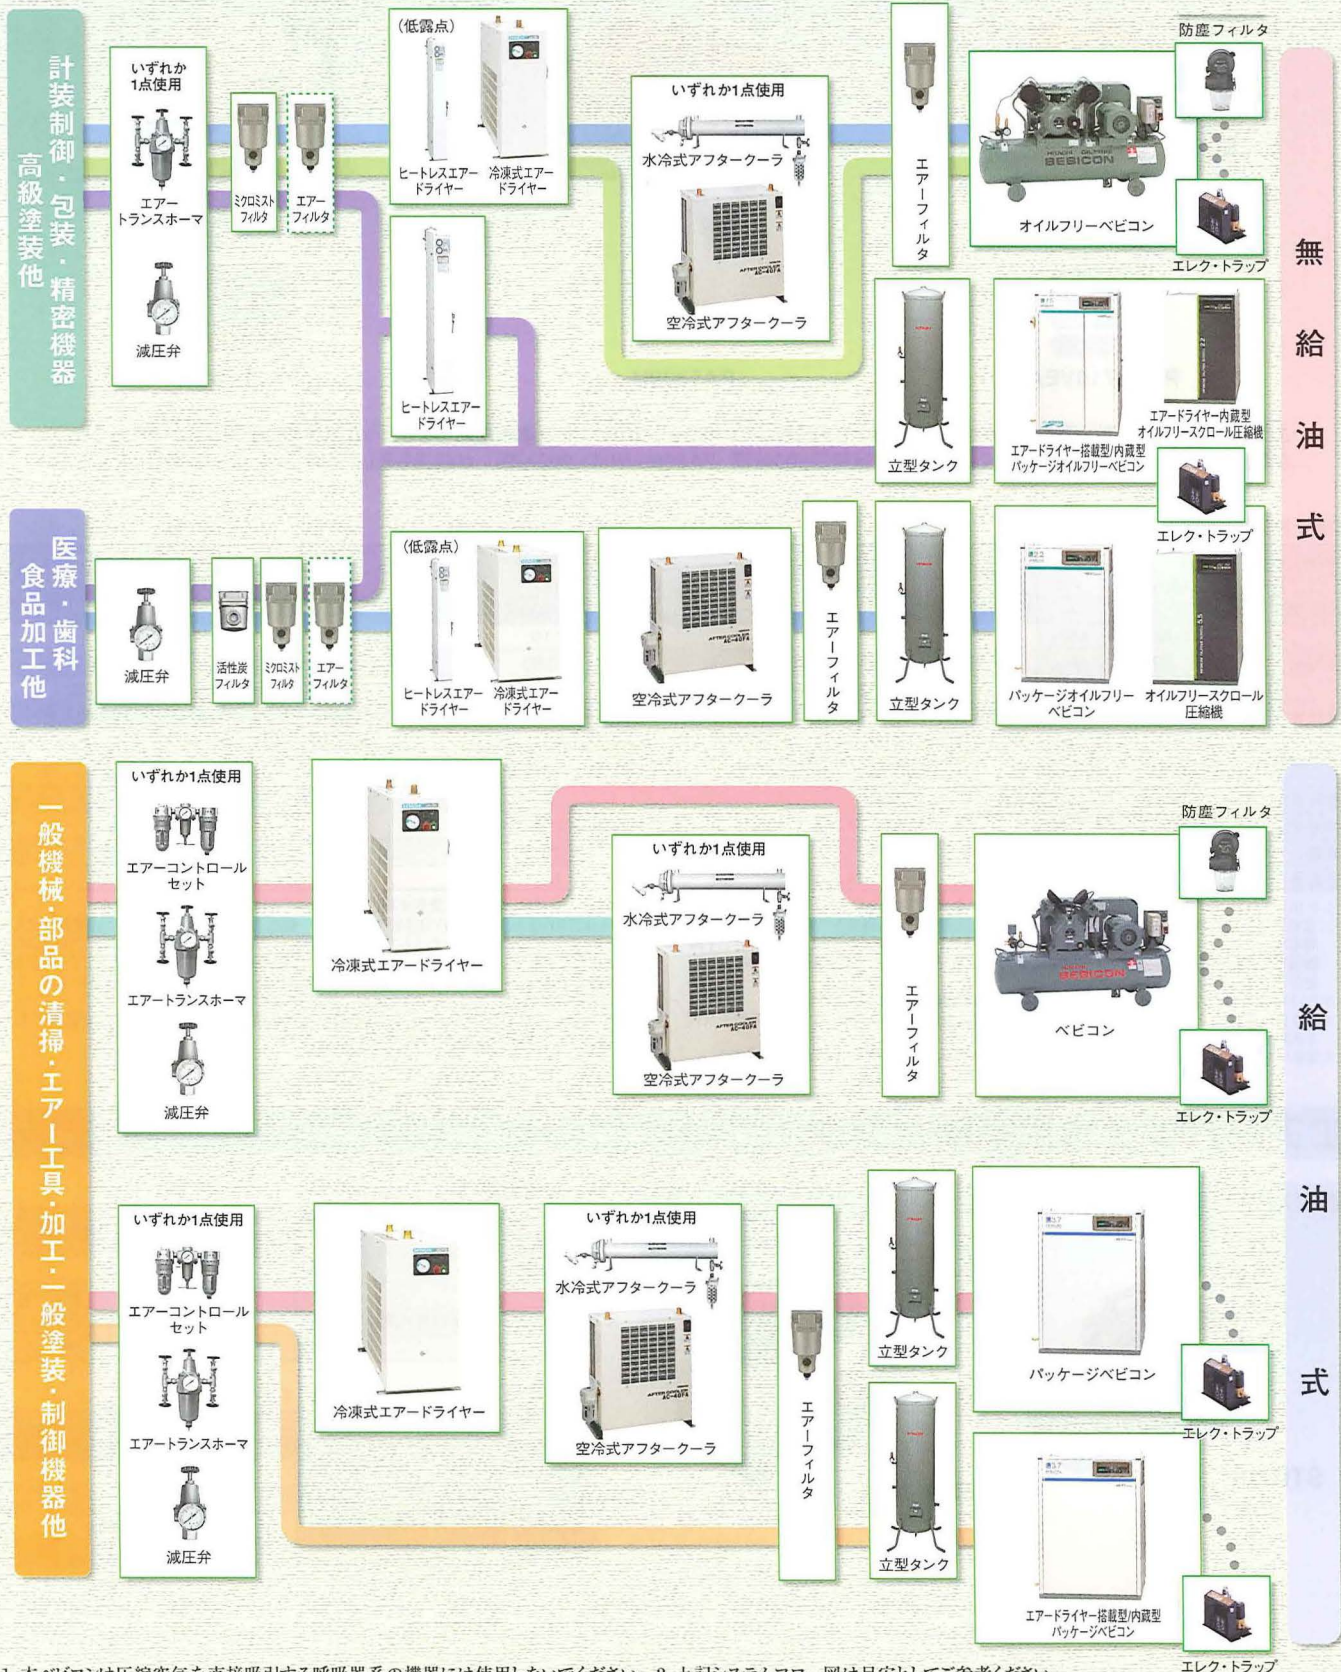 計装制御・包装・精密機器
高級塗装他
いずれか
1点使用
エアー
トランスホーマ
減圧弁
ミクロミスト
フィルタ
エアー
フィルタ
(低露点)
ヒートレスエアー
ドライヤー
冷凍式エアー
ドライヤー
ヒートレスエアー
ドライヤー
いずれか1点使用
水冷式アフタークーラ
AFTER COOLER
AC-40FA
空冷式アフタークーラ
エアーフィルタ
BEBICON
オイルフリーベビコン
防塵フィルタ
エレク・トラップ
立型タンク
エアードライヤー搭載型/内蔵型
パッケージオイルフリーベビコン
エアードライヤー内蔵型
オイルフリースクロール圧縮機
エレク・トラップ
無給油式
医療・歯科
食品加工他
減圧弁
活性炭
フィルタ
ミクロミスト
フィルタ
エアー
フィルタ
(低露点)
ヒートレスエアー
ドライヤー
冷凍式エアー
ドライヤー
AFTER COOLER
AC-40FA
空冷式アフタークーラ
エアーフィルタ
立型タンク
パッケージオイルフリー
ベビコン
オイルフリースクロール
圧縮機
一般機械・部品の清掃・エアー工具・加工・一般塗装・制御機器他
いずれか1点使用
エアーコントロール
セット
エアートランスホーマ
減圧弁
冷凍式エアードライヤー
いずれか1点使用
水冷式アフタークーラ
AFTER COOLER
AC-40FA
空冷式アフタークーラ
エアーフィルタ
BEBICON
ベビコン
防塵フィルタ
エレク・トラップ
給油式
いずれか1点使用
エアーコントロール
セット
エアートランスホーマ
減圧弁
冷凍式エアードライヤー
いずれか1点使用
水冷式アフタークーラ
AFTER COOLER
AC-40FA
空冷式アフタークーラ
エアーフィルタ
立型タンク
パッケージベビコン
エレク・トラップ
立型タンク
エアードライヤー搭載型/内蔵型
パッケージベビコン
エレク・トラップ